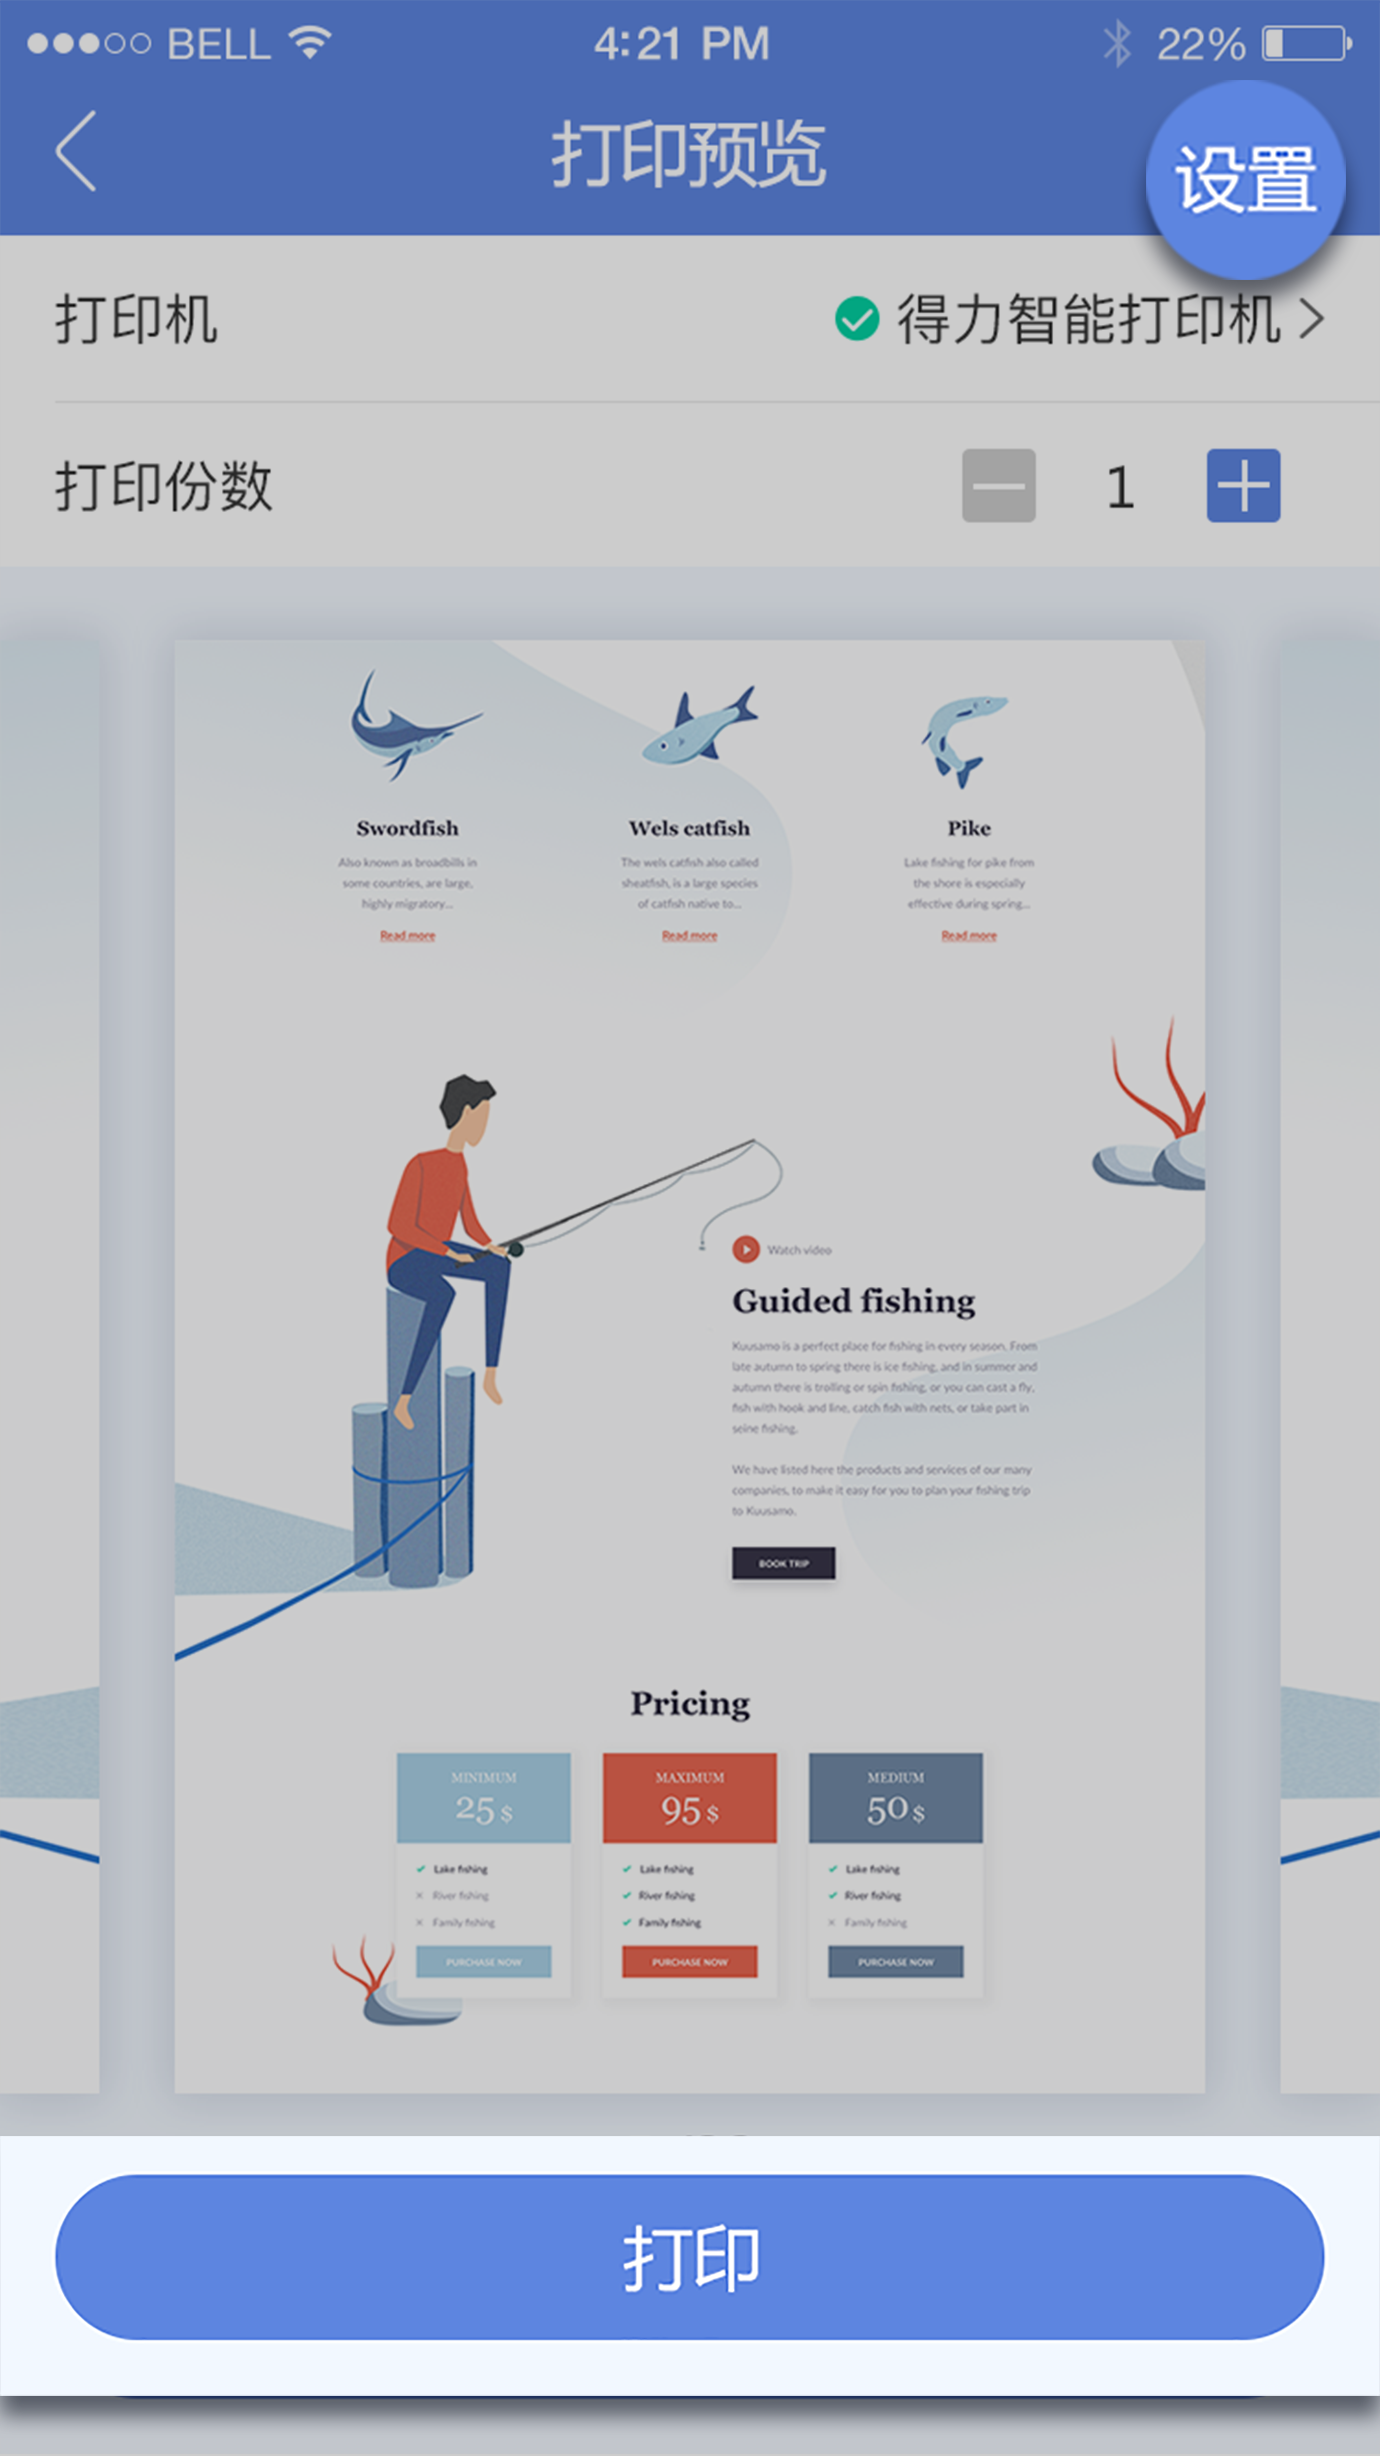 BELL 4:21 PM 22%
打印预览
设置
打印机 得力智能打印机
打印份数 1
Swordfish
Also known as broadbills in
some countries, are large,
highly migratory...
Read more
Wels catfish
The wels catfish also called
sheatfish, is a large species
of catfish native to...
Read more
Pike
Lake fishing for pike from
the shore is especially
effective during spring...
Read more
Watch video
Guided fishing
Kuusamo is a perfect place for fishing in every season. From
late autumn to spring there is ice fishing, and in summer and
autumn there is trolling or spin fishing, or you can cast a fly,
fish with hook and line, catch fish with nets, or take part in
seine fishing.
We have listed here the products and services of our many
companies, to make it easy for you to plan your fishing trip
to Kuusamo.
BOOK TRIP
Pricing
MINIMUM
25 $
Lake fishing
River fishing
Family fishing
PURCHASE NOW
MAXIMUM
95 $
Lake fishing
River fishing
Family fishing
PURCHASE NOW
MEDIUM
50 $
Lake fishing
River fishing
Family fishing
PURCHASE NOW
打印